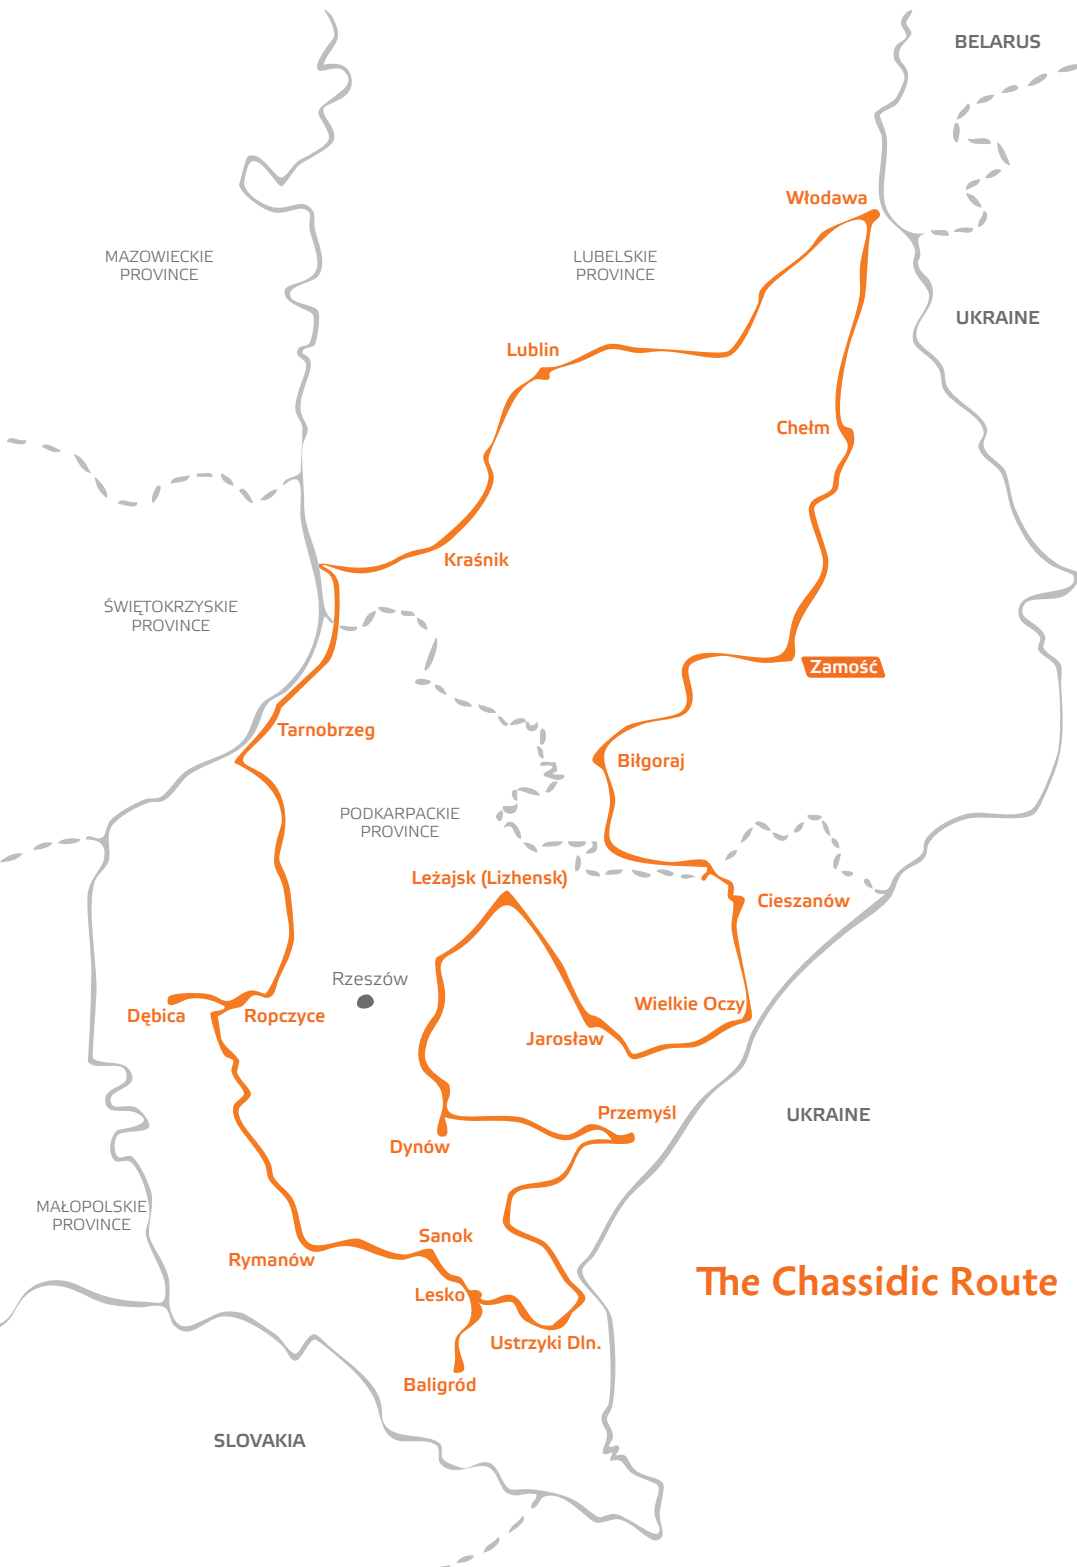 BELARUS
Włodawa
MAZOWIECKIE
PROVINCE
LUBELSKIE
PROVINCE
UKRAINE
Lublin
Chełm
Kraśnik
ŚWIĘTOKRZYSKIE
PROVINCE
Zamość
Tarnobrzeg
Biłgoraj
PODKARPACKIE
PROVINCE
Leżajsk (Lizhensk)
Cieszanów
Rzeszów
Wielkie Oczy
Dębica
Ropczyce
Jarosław
Przemyśl
UKRAINE
Dynów
MAŁOPOLSKIE
PROVINCE
Sanok
Rymanów
The Chassidic Route
Lesko
Ustrzyki Dln.
Baligród
SLOVAKIA